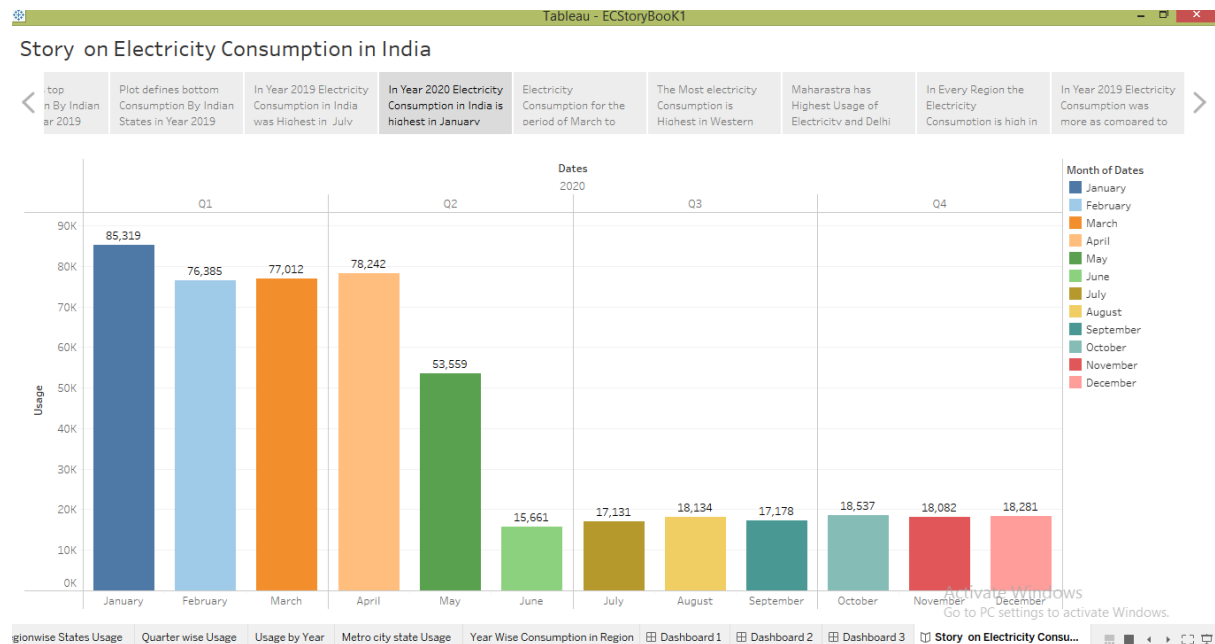 Tableau - ECStoryBooK1
Story on Electricity Consumption in India
top
n By Indian
ar 2019
Plot defines bottom
Consumption By Indian
States in Year 2019
In Year 2019 Electricity
Consumption in India
was Highest in July
In Year 2020 Electricity
Consumption in India is
highest in January
Electricity
Consumption for the
period of March to
The Most electricity
Consumption is
Highest in Western
Maharastra has
Highest Usage of
Electricity and Delhi
In Every Region the
Electricity
Consumption is high in
In Year 2019 Electricity
Consumption was
more as compared to
Dates
2020
Q1 Q2 Q3 Q4
Usage
90K
80K
70K
60K
50K
40K
30K
20K
10K
0K
85,319
76,385
77,012
78,242
53,559
15,661
17,131
18,134
17,178
18,537
18,082
18,281
January February March April May June July August September October November December
Month of Dates
January
February
March
April
May
June
July
August
September
October
November
December
Activate Windows
Go to PC settings to activate Windows.
gionwise States Usage Quarter wise Usage Usage by Year Metro city state Usage Year Wise Consumption in Region Dashboard 1 Dashboard 2 Dashboard 3 Story on Electricity Consu...